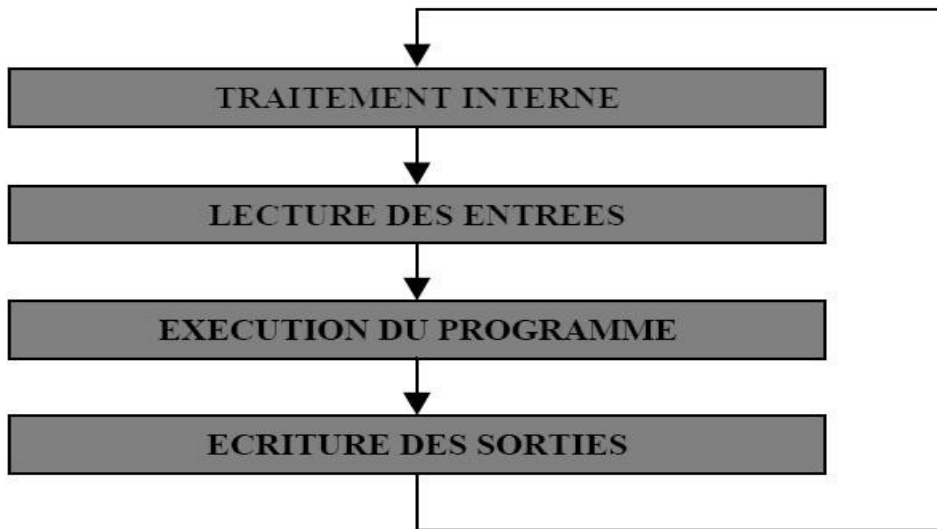 TRAITEMENT INTERNE
LECTURE DES ENTREES
EXECUTION DU PROGRAMME
ECRITURE DES SORTIES